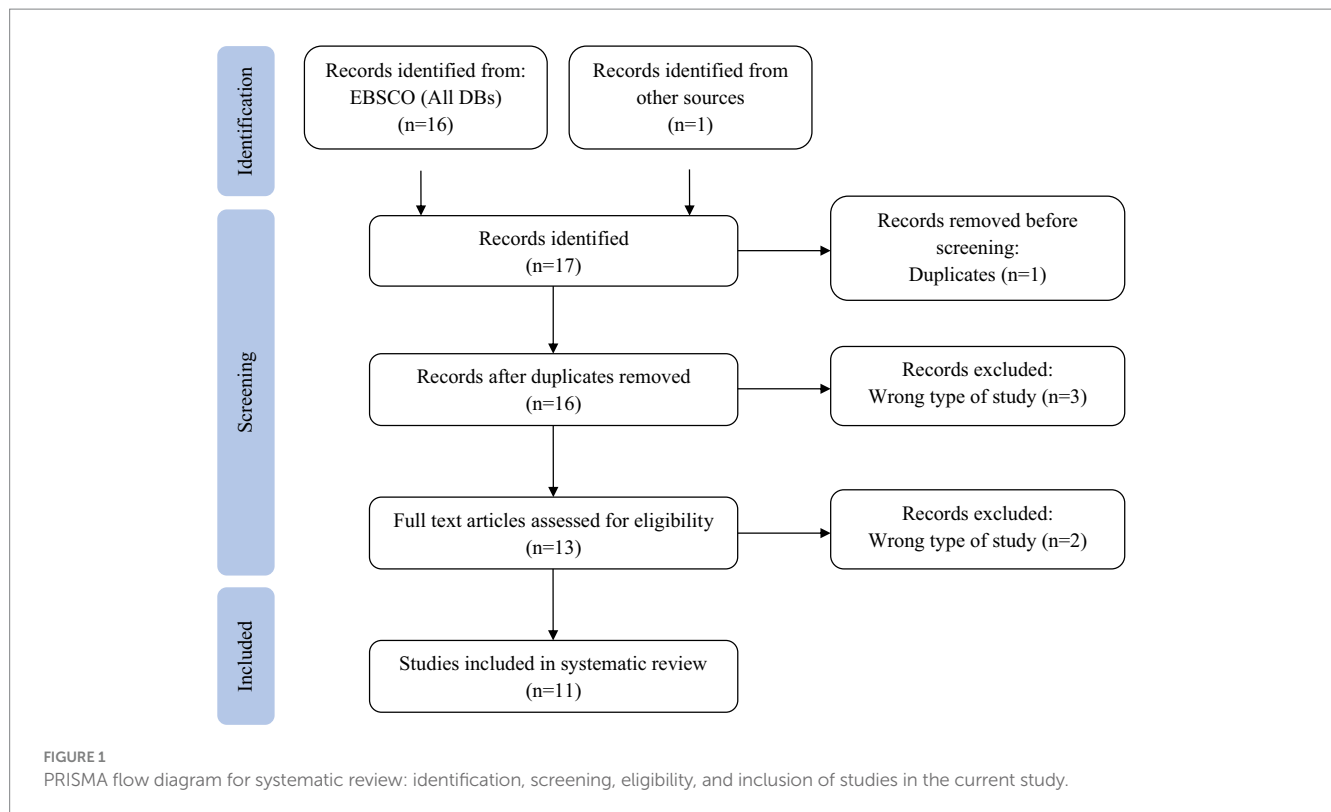 Identification
Records identified from:
EBSCO (All DBs)
(n=16)
Records identified from
other sources
(n=1)
Screening
Records identified
(n=17)
Records removed before
screening:
Duplicates (n=1)
Records after duplicates removed
(n=16)
Records excluded:
Wrong type of study (n=3)
Full text articles assessed for eligibility
(n=13)
Records excluded:
Wrong type of study (n=2)
Included
Studies included in systematic review
(n=11)
FIGURE 1
PRISMA flow diagram for systematic review: identification, screening, eligibility, and inclusion of studies in the current study.